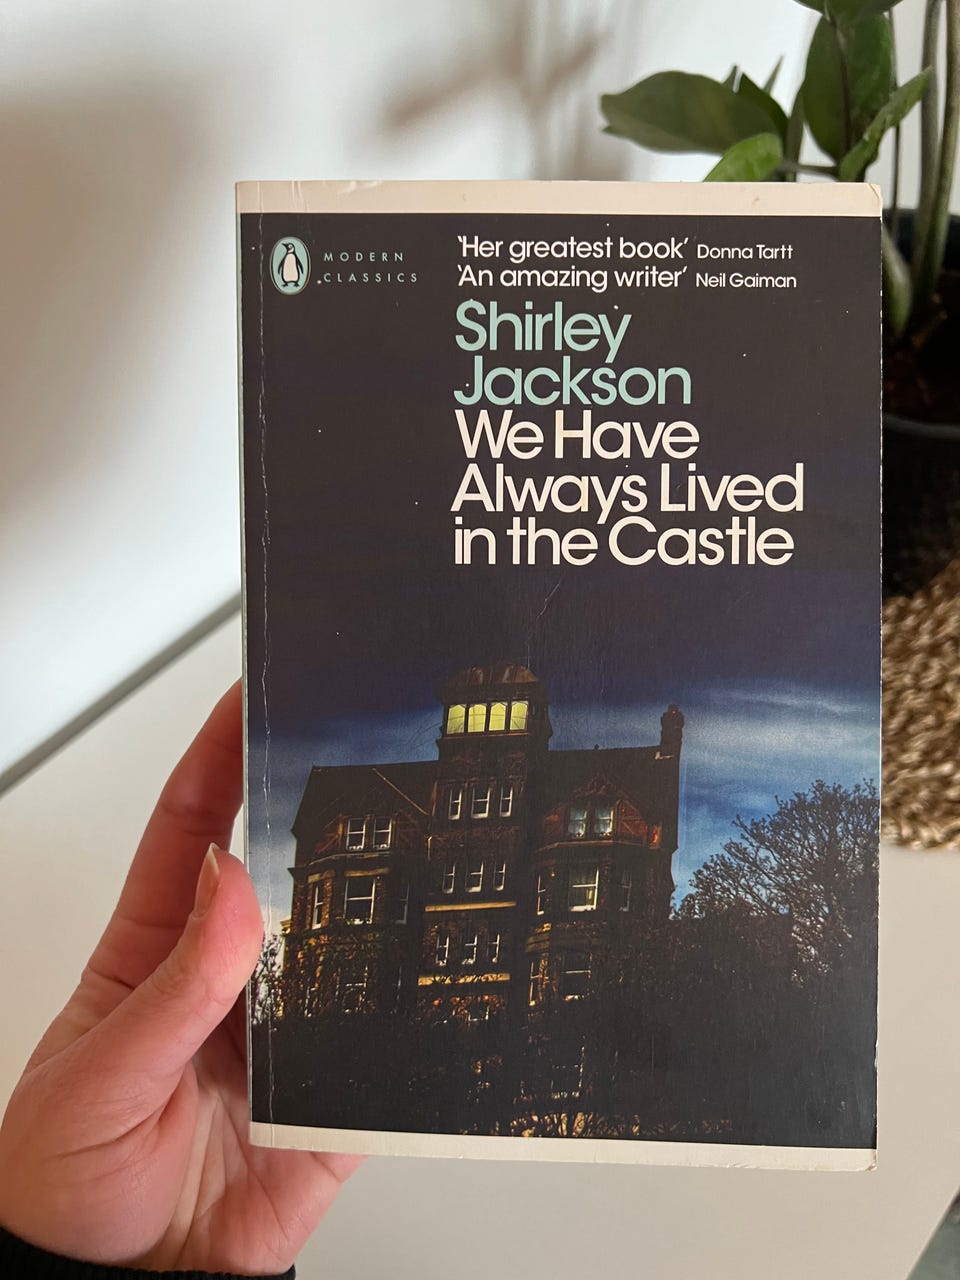 MODERN
CLASSICS
‘Her greatest book’ Donna Tartt
‘An amazing writer’ Neil Gaiman
Shirley
Jackson
We Have
Always Lived
in the Castle